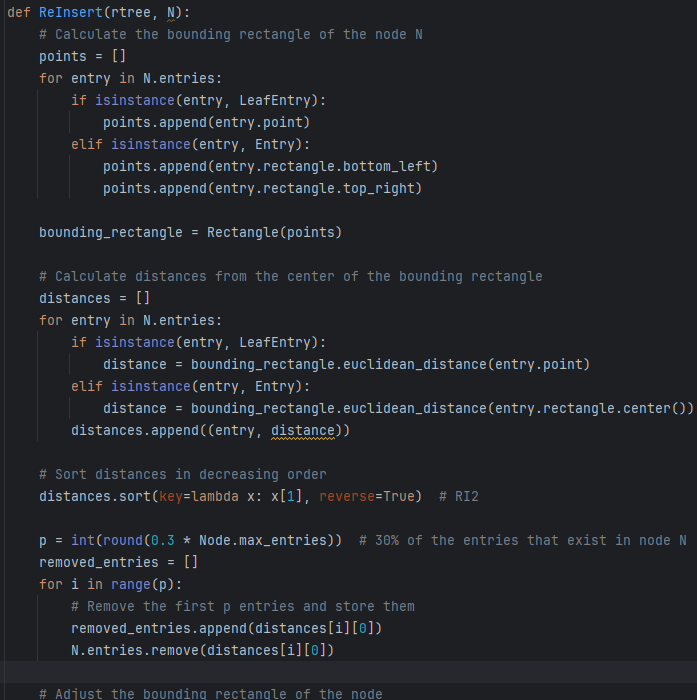 def ReInsert(rtree, N):
    # Calculate the bounding rectangle of the node N
    points = []
    for entry in N.entries:
        if isinstance(entry, LeafEntry):
            points.append(entry.point)
        elif isinstance(entry, Entry):
            points.append(entry.rectangle.bottom_left)
            points.append(entry.rectangle.top_right)

    bounding_rectangle = Rectangle(points)

    # Calculate distances from the center of the bounding rectangle
    distances = []
    for entry in N.entries:
        if isinstance(entry, LeafEntry):
            distance = bounding_rectangle.euclidean_distance(entry.point)
        elif isinstance(entry, Entry):
            distance = bounding_rectangle.euclidean_distance(entry.rectangle.center())
        distances.append((entry, distance))

    # Sort distances in decreasing order
    distances.sort(key=lambda x: x[1], reverse=True)  # RI2

    p = int(round(0.3 * Node.max_entries))  # 30% of the entries that exist in node N
    removed_entries = []
    for i in range(p):
        # Remove the first p entries and store them
        removed_entries.append(distances[i][0])
        N.entries.remove(distances[i][0])

    # Adjust the bounding rectangle of the node